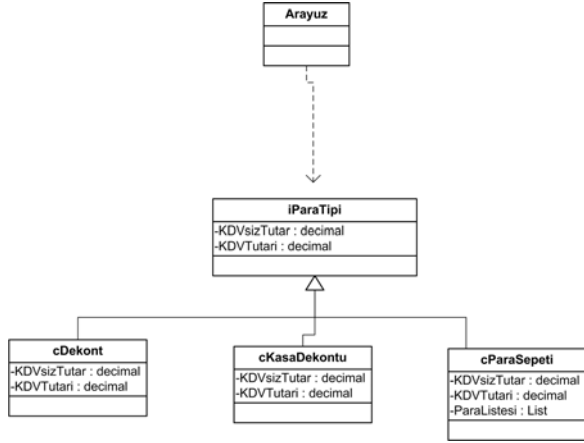 Arayuz
iParaTipi
-KDVsizTutar : decimal
-KDVTutari : decimal
cDekont
-KDVsizTutar : decimal
-KDVTutari : decimal
cKasaDekontu
-KDVsizTutar : decimal
-KDVTutari : decimal
cParaSepeti
-KDVsizTutar : decimal
-KDVTutari : decimal
-ParaListesi : List